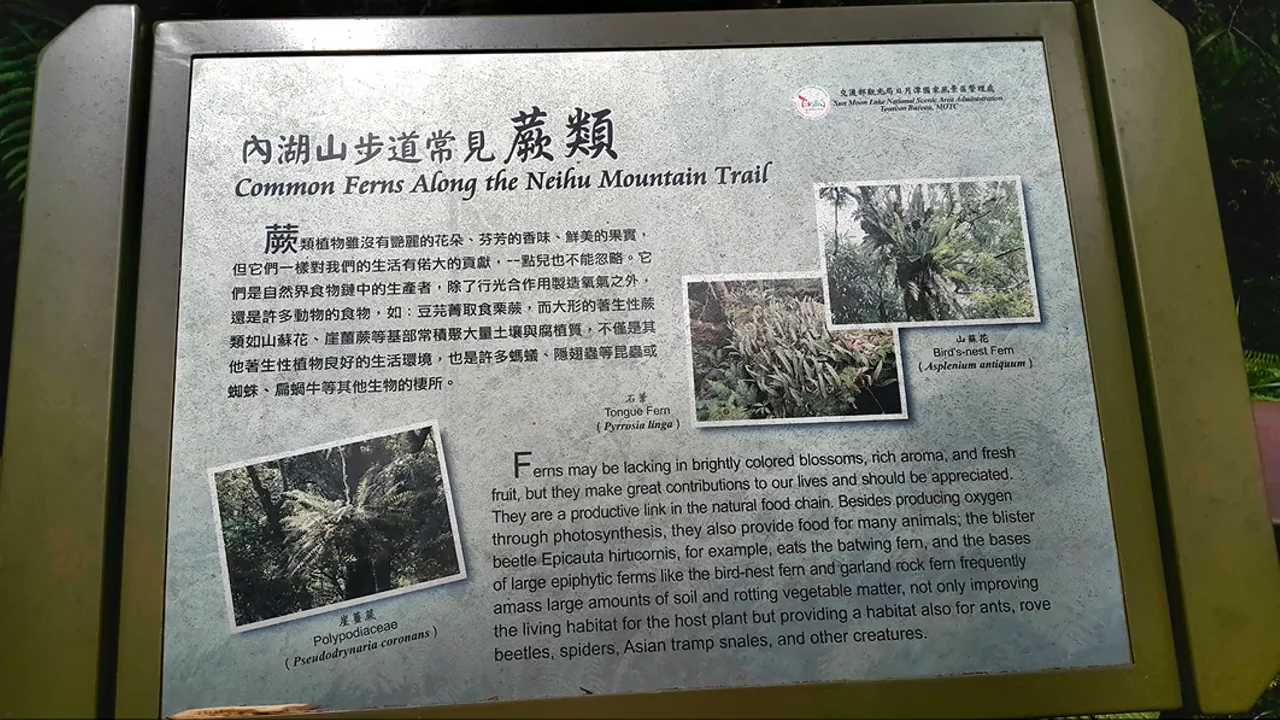 交通部觀光局日月潭國家風景區管理處
Sun Moon Lake National Scenic Area Administration
Tourism Bureau, MOTC
內湖山步道常見蕨類
Common Ferns Along the Neihu Mountain Trail
蕨類植物雖沒有艷麗的花朵、芬芳的香味、鮮美的果實，
但它們一樣對我們的生活有偌大的貢獻，--點兒也不能忽略。它
們是自然界食物鏈中的生產者，除了行光合作用製造氧氣之外，
還是許多動物的食物，如：豆芫菁取食栗蕨，而大形的著生性蕨
類如山蘇花、崖薑蕨等基部常積聚大量土壤與腐植質，不僅是其
他著生性植物良好的生活環境，也是許多螞蟻、隱翅蟲等昆蟲或
蜘蛛、扁蝸牛等其他生物的棲所。
山蘇花
Bird's-nest Fern
( Asplenium antiquum )
石葦
Tongue Fern
( Pyrrosia linga )
崖薑蕨
Polypodiaceae
( Pseudodrynaria coronans )
Ferns may be lacking in brightly colored blossoms, rich aroma, and fresh
fruit, but they make great contributions to our lives and should be appreciated.
They are a productive link in the natural food chain. Besides producing oxygen
through photosynthesis, they also provide food for many animals; the blister
beetle Epicauta hirticornis, for example, eats the batwing fern, and the bases
of large epiphytic ferms like the bird-nest fern and garland rock fern frequently
amass large amounts of soil and rotting vegetable matter, not only improving
the living habitat for the host plant but providing a habitat also for ants, rove
beetles, spiders, Asian tramp snales, and other creatures.